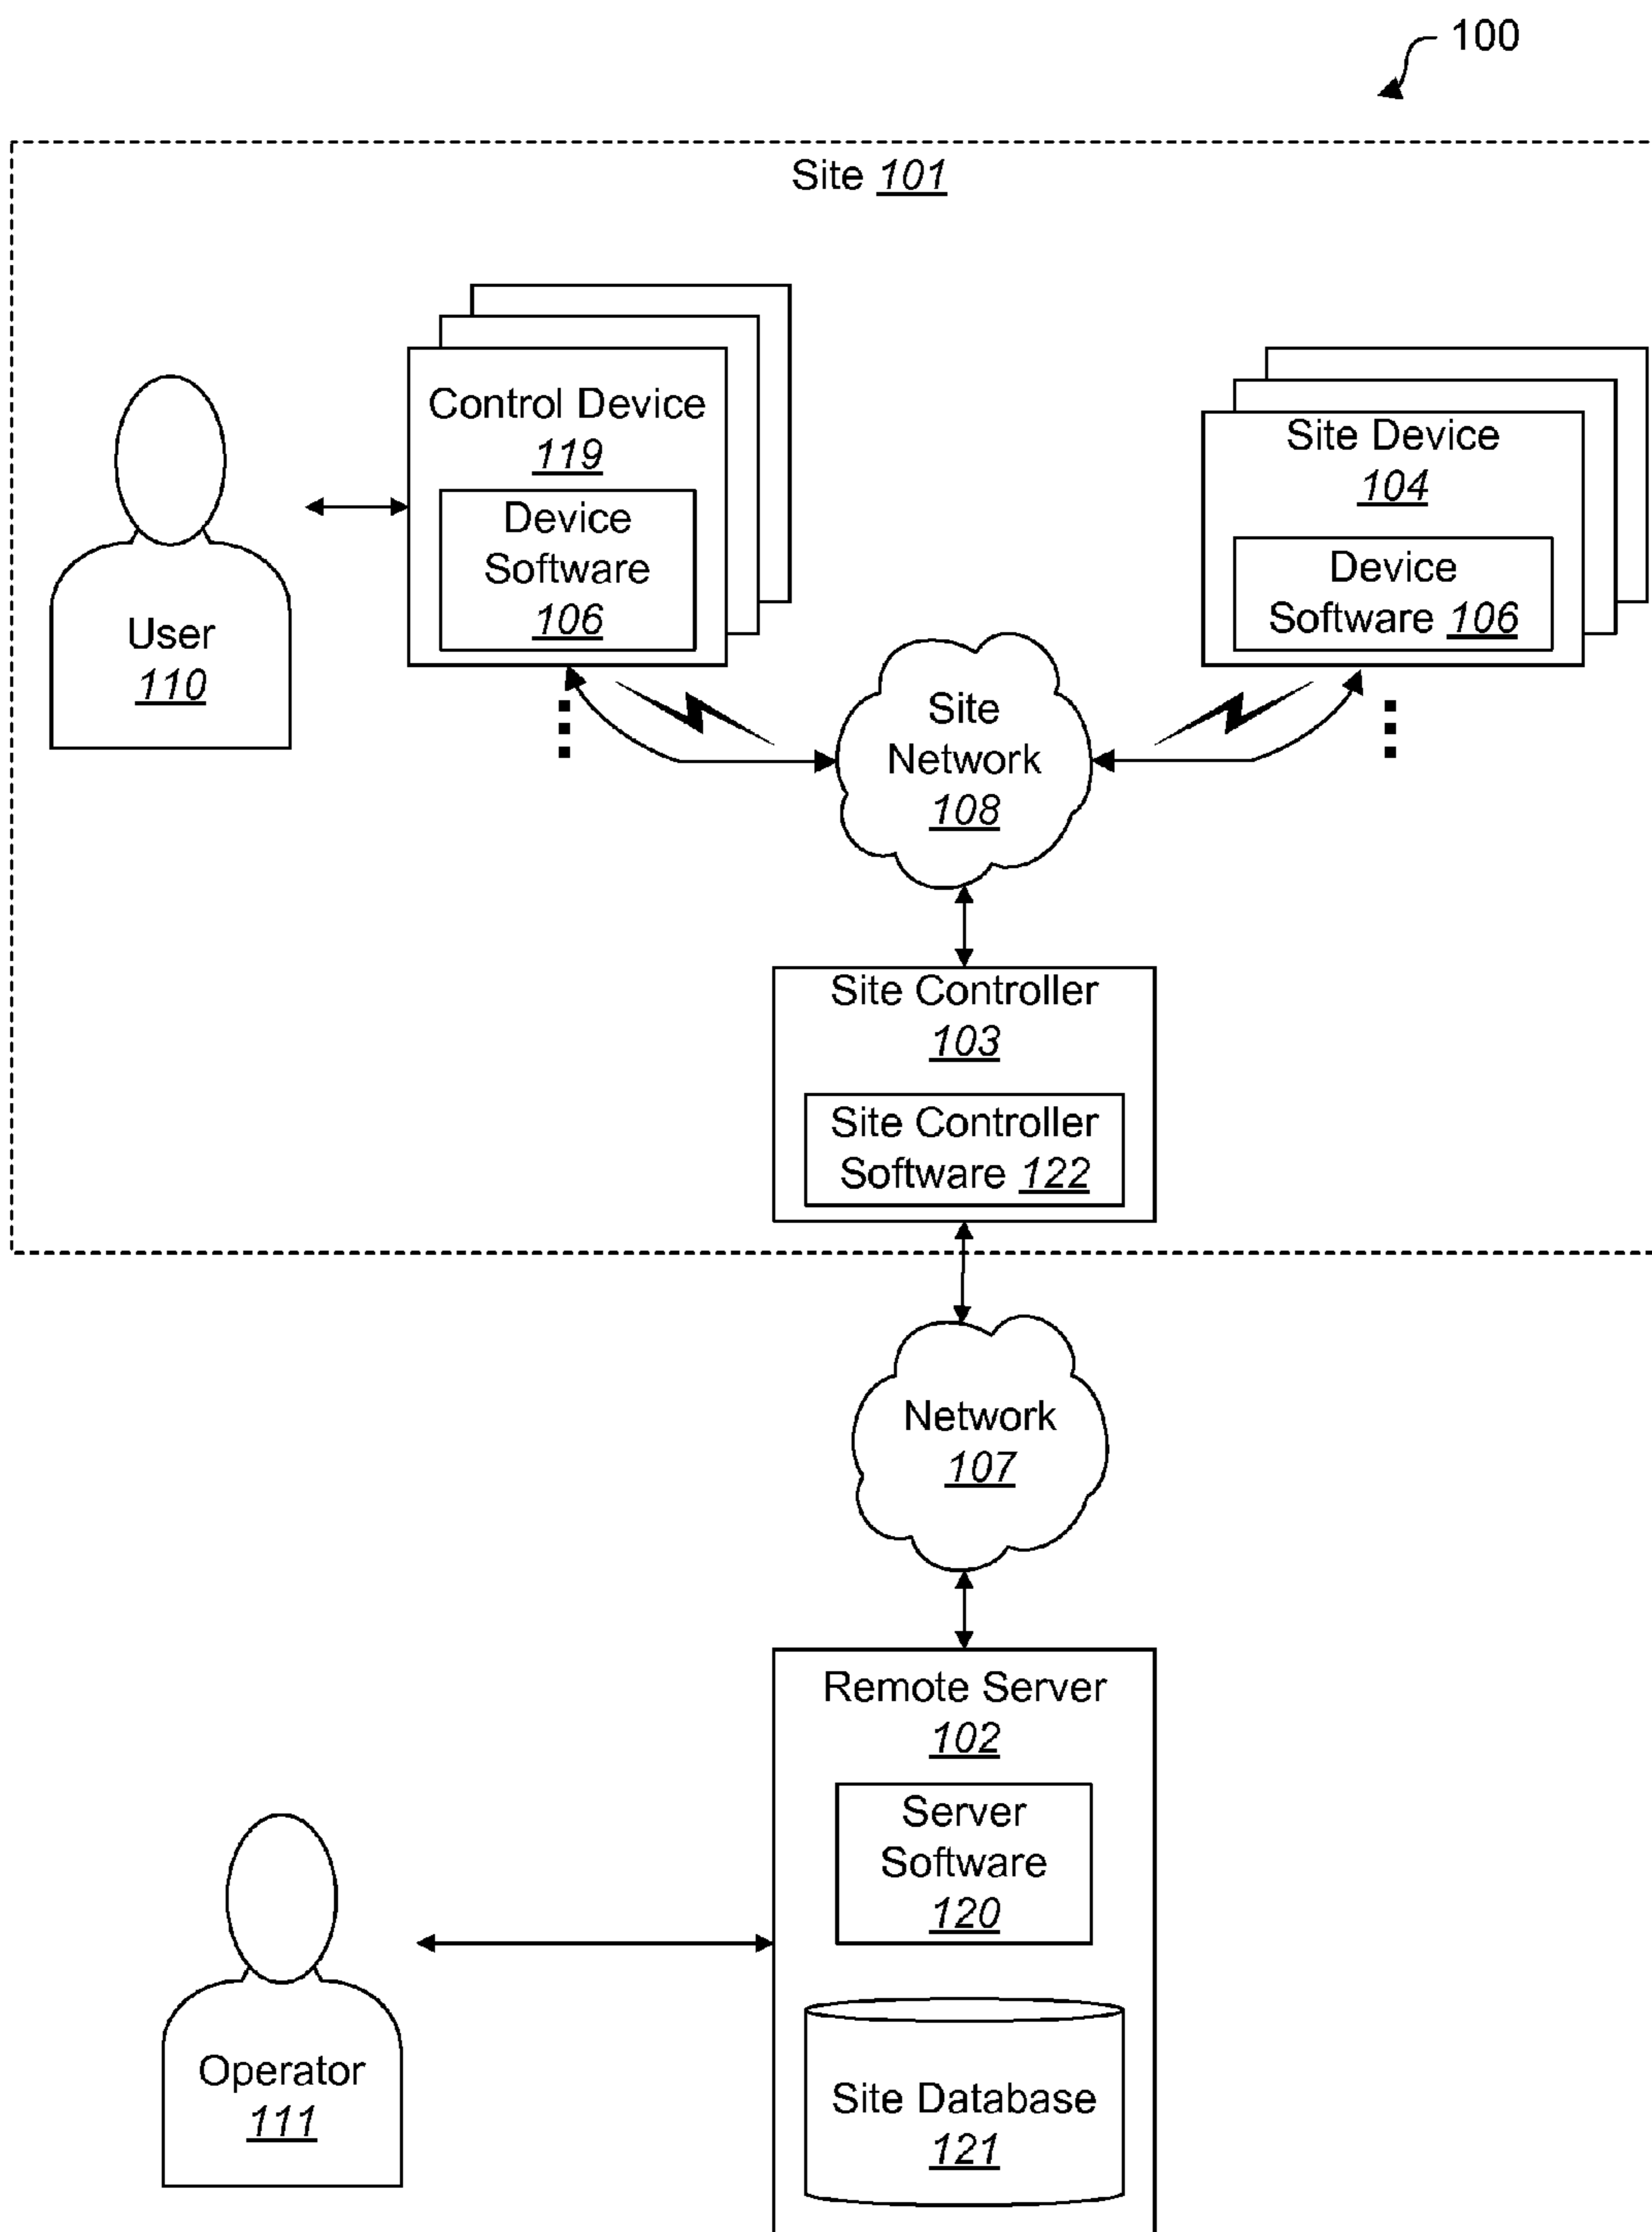 100
Site 101
Control Device
119
Device
Software
106
Site Device
104
Device
Software 106
User
110
Site
Network
108
Site Controller
103
Site Controller
Software 122
Network
107
Remote Server
102
Server
Software
120
Operator
111
Site Database
121